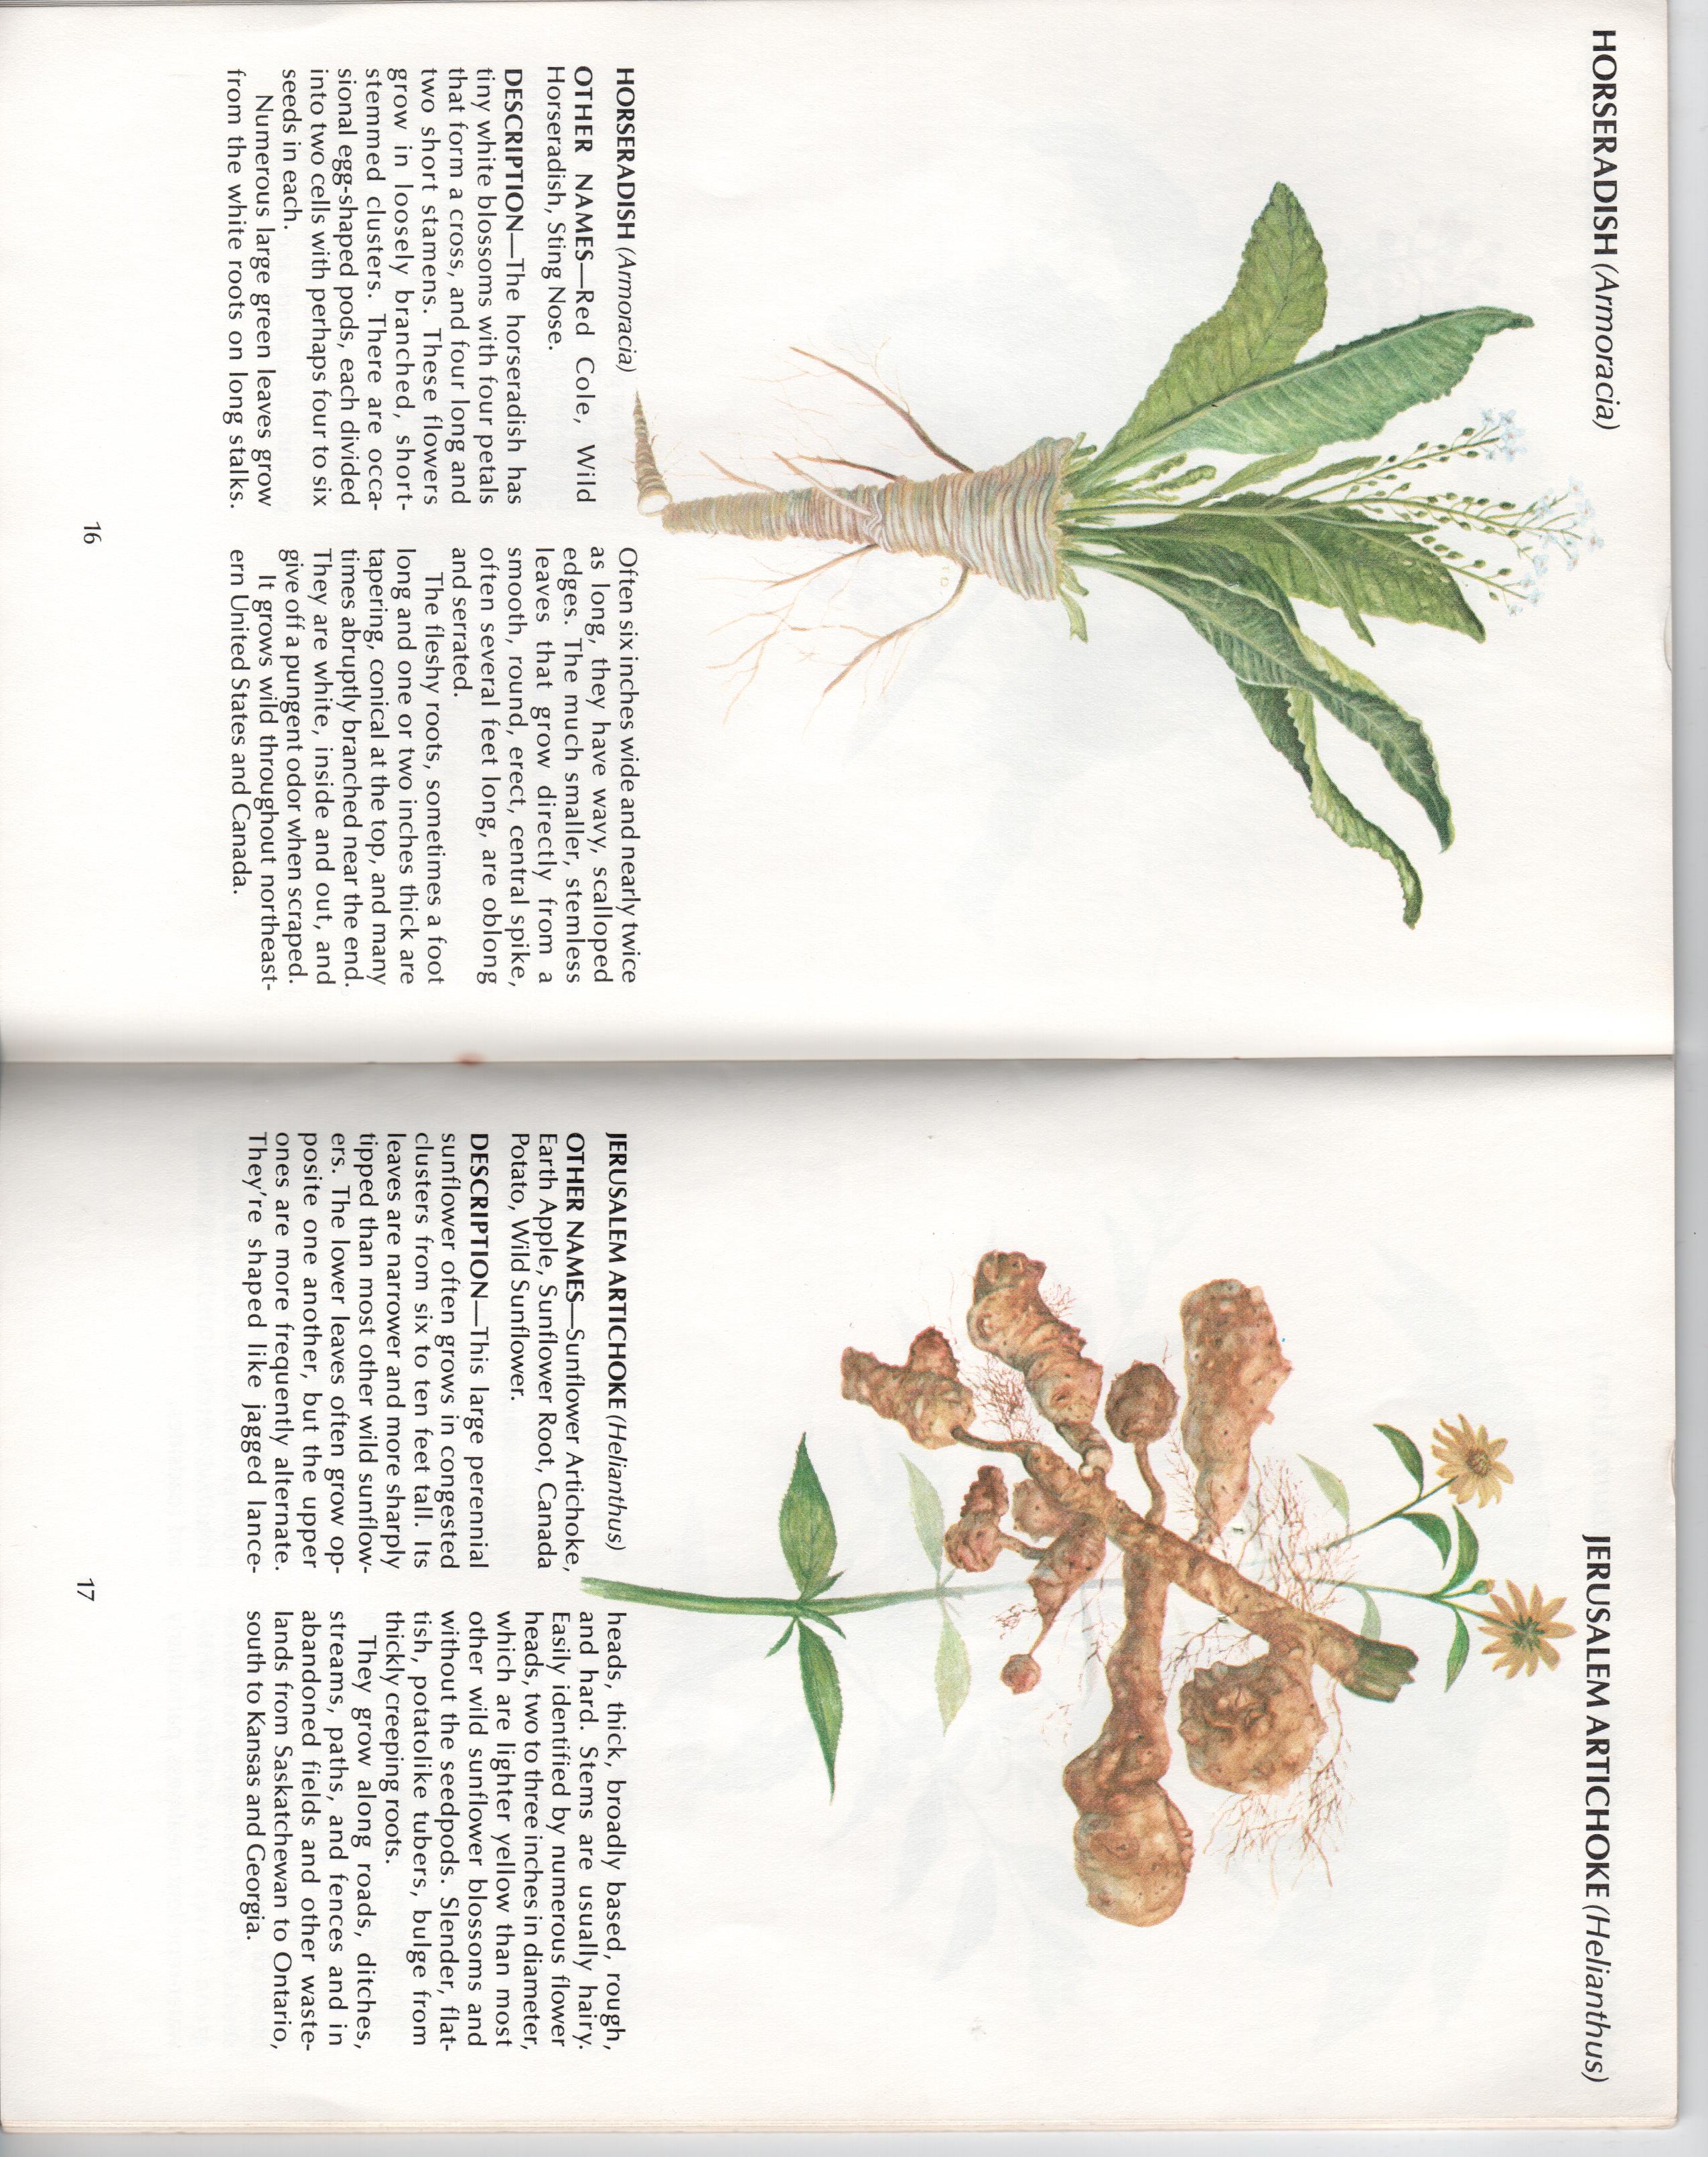 HORSERADISH (Armoracia)
HORSERADISH (Armoracia)
OTHER NAMES—Red Cole, Wild
Horseradish, Sting Nose.
DESCRIPTION—The horseradish has
tiny white blossoms with four petals
that form a cross, and four long and
two short stamens. These flowers
grow in loosely branched, short-
stemmed clusters. There are occa-
sional egg-shaped pods, each divided
into two cells with perhaps four to six
seeds in each.
Numerous large green leaves grow
from the white roots on long stalks.
Often six inches wide and nearly twice
as long, they have wavy, scalloped
edges. The much smaller, stemless
leaves that grow directly from a
smooth, round, erect, central spike,
often several feet long, are oblong
and serrated.
The fleshy roots, sometimes a foot
long and one or two inches thick are
tapering, conical at the top, and many
times abruptly branched near the end.
They are white, inside and out, and
give off a pungent odor when scraped.
It grows wild throughout northeast-
ern United States and Canada.
16
JERUSALEM ARTICHOKE (Helianthus)
JERUSALEM ARTICHOKE (Helianthus)
OTHER NAMES—Sunflower Artichoke,
Earth Apple, Sunflower Root, Canada
Potato, Wild Sunflower.
DESCRIPTION—This large perennial
sunflower often grows in congested
clusters from six to ten feet tall. Its
leaves are narrower and more sharply
tipped than most other wild sunflow-
ers. The lower leaves often grow op-
posite one another, but the upper
ones are more frequently alternate.
They're shaped like jagged lance-
heads, thick, broadly based, rough,
and hard. Stems are usually hairy.
Easily identified by numerous flower
heads, two to three inches in diameter,
which are lighter yellow than most
other wild sunflower blossoms and
without the seedpods. Slender, flat-
tish, potatolike tubers, bulge from
thickly creeping roots.
They grow along roads, ditches,
streams, paths, and fences and in
abandoned fields and other waste-
lands from Saskatchewan to Ontario,
south to Kansas and Georgia.
17